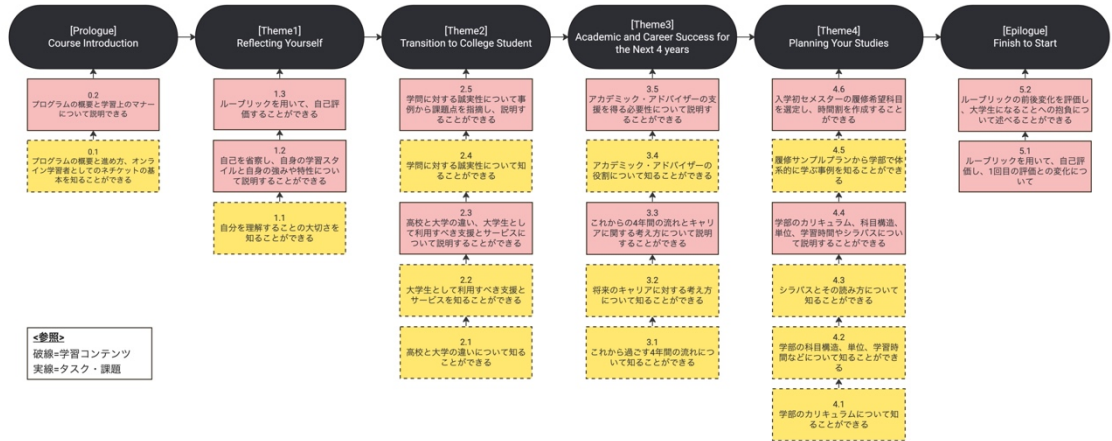 [Prologue]
Course Introduction
[Theme1]
Reflecting Yourself
[Theme2]
Transition to College Student
[Theme3]
Academic and Career Success for
the Next 4 years
[Theme4]
Planning Your Studies
[Epilogue]
Finish to Start
0.2
プログラムの概要と学習上のマナー
について説明できる
0.1
プログラムの概要と進め方、オンラ
イン学習者としてのネチケットの基
本を知ることができる
1.3
ルーブリックを用いて、自己評
価することができる
1.2
自己を省察し、自身の学習スタ
イルと自身の強みや特性につい
て説明することができる
1.1
自分を理解することの大切さを
知ることができる
2.5
学問に対する誠実性について事
例から課題点を指摘し、説明す
ることができる
2.4
学問に対する誠実性について知
ることができる
2.3
高校と大学の違い、大学生として
利用すべき支援とサービスにつ
いて説明することができる
2.2
大学生として利用すべき支援と
サービスを知ることができる
2.1
高校と大学の違いについて知る
ことができる
3.5
アカデミック・アドバイザーの支
援を得る必要性について説明す
ることができる
3.4
アカデミック・アドバイザーの
役割について知ることができる
3.3
これからの4年間の流れとキャリ
アに関する考え方について説明
することができる
3.2
将来のキャリアに対する考え方
について知ることができる
3.1
これから過ごす4年間の流れにつ
いて知ることができる
4.6
入学初セメスターの履修希望科目
を選定し、時間割を作成すること
ができる
4.5
履修サンプルプランから学部で体
系的に学ぶ事例を知ることができ
る
4.4
学部のカリキュラム、科目構造、
単位、学習時間やシラバスにつ
いて説明することができる
4.3
シラバスとその読み方について
知ることができる
4.2
学部の科目構造、単位、学習時
間などについて知ることができ
る
4.1
学部のカリキュラムについて知
ることができる
5.2
ルーブリックの前後変化を評価し
、大学生になることへの抱負につ
いて述べることができる
5.1
ルーブリックを用いて、自己評
価し、1回目の評価との変化に
ついて
<参照>
破線=学習コンテンツ
実線=タスク・課題